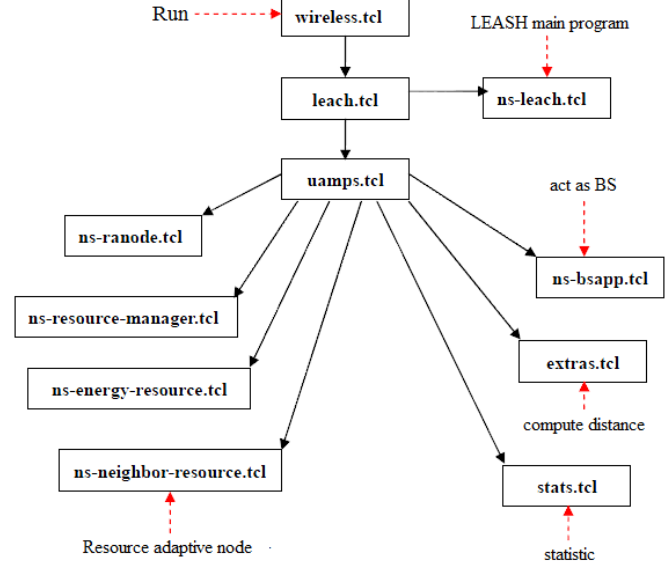 Run
wireless.tcl
LEASH main program
leach.tcl
ns-leach.tcl
uamps.tcl
act as BS
ns-ranode.tcl
ns-bsapp.tcl
ns-resource-manager.tcl
extras.tcl
ns-energy-resource.tcl
compute distance
ns-neighbor-resource.tcl
stats.tcl
Resource adaptive node
statistic